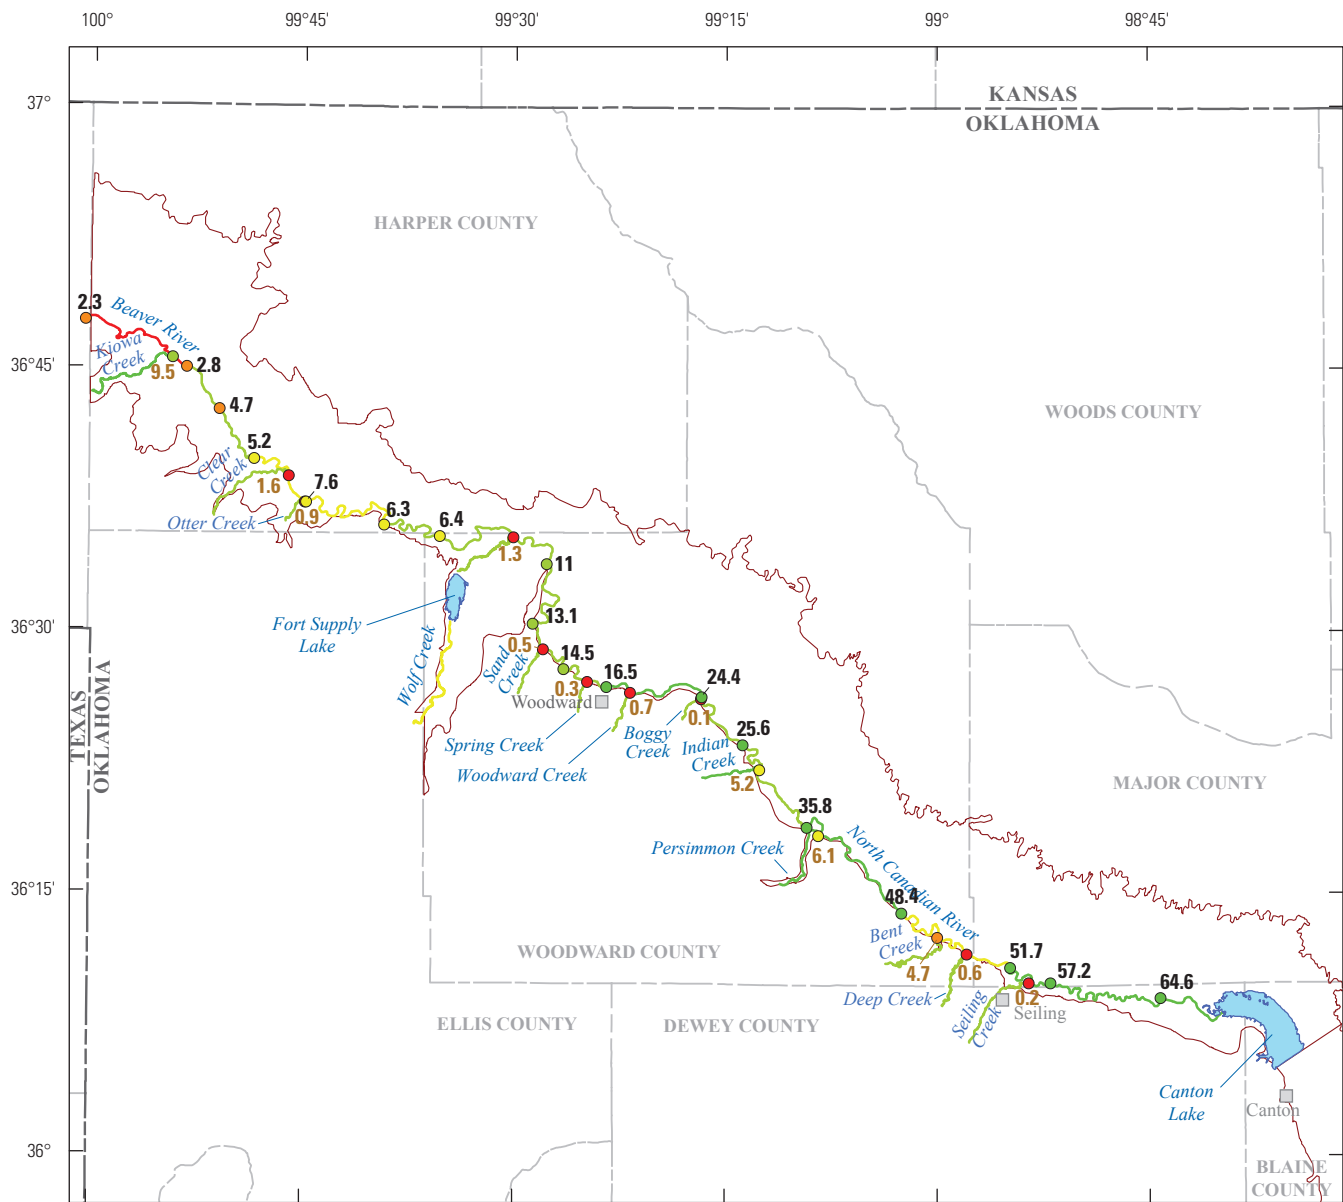 100°
99°45'
99°30'
99°15'
99°
98°45'
37°
KANSAS
OKLAHOMA
HARPER COUNTY
2.3
Beaver River
Kiowa
Creek
9.5
2.8
36°45'
4.7
WOODS COUNTY
5.2
Clear
Creek
1.6
7.6
Otter Creek
0.9
6.3
6.4
1.3
11
Fort Supply
Lake
13.1
36°30'
0.5
Sand
Creek
Wolf Creek
14.5
0.3
16.5
Woodward
0.7
24.4
0.1
TEXAS
OKLAHOMA
Spring Creek
Woodward Creek
Boggy
Creek
25.6
Indian
Creek
5.2
MAJOR COUNTY
35.8
Persimmon Creek
6.1
North Canadian River
36°15'
48.4
Bent
Creek
4.7
WOODWARD COUNTY
0.6
51.7
57.2
64.6
Deep Creek
0.2
Seiling
Creek
Seiling
ELLIS COUNTY
DEWEY COUNTY
Canton
Lake
Canton
36°
BLAINE
COUNTY